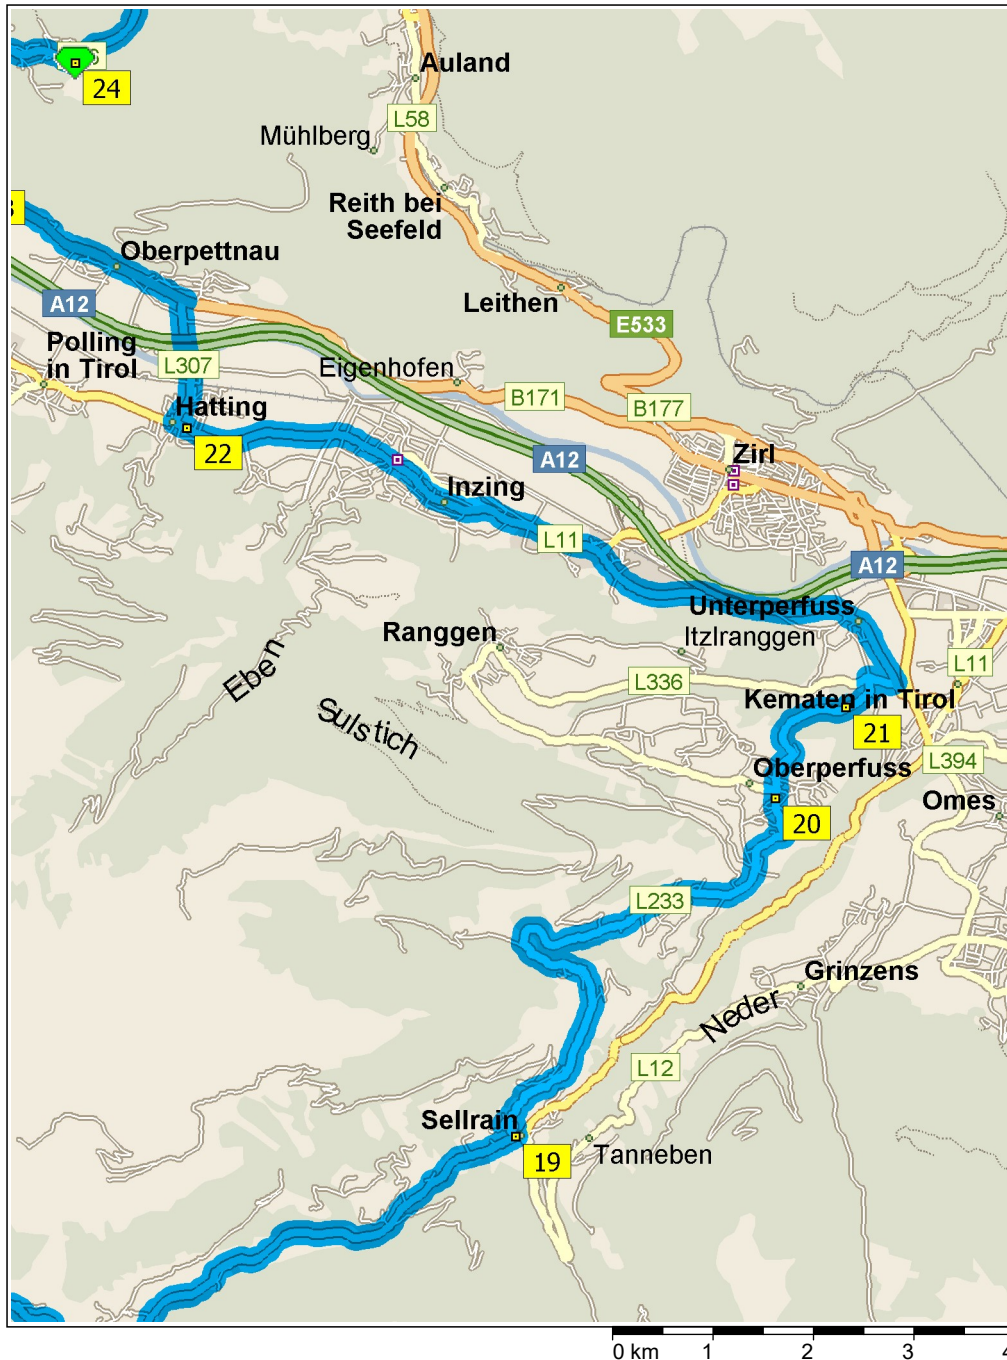 24
Auland
L58
Mühlberg
Reith bei
Seefeld
Oberpettnau
A12
Leithen
E533
Polling
in Tirol
L307
Eigenhofen
B171
B177
Hatting
22
A12
Zirl
Inzing
L11
A12
Unterperfuss
Itzlranggen
Ranggen
Eben
L336
L11
Kematen in Tirol
21
Sulstich
L394
Oberperfuss
Omes
20
L233
Grinzens
Neder
L12
Sellrain
19
Tanneben
0 km 1 2 3 4